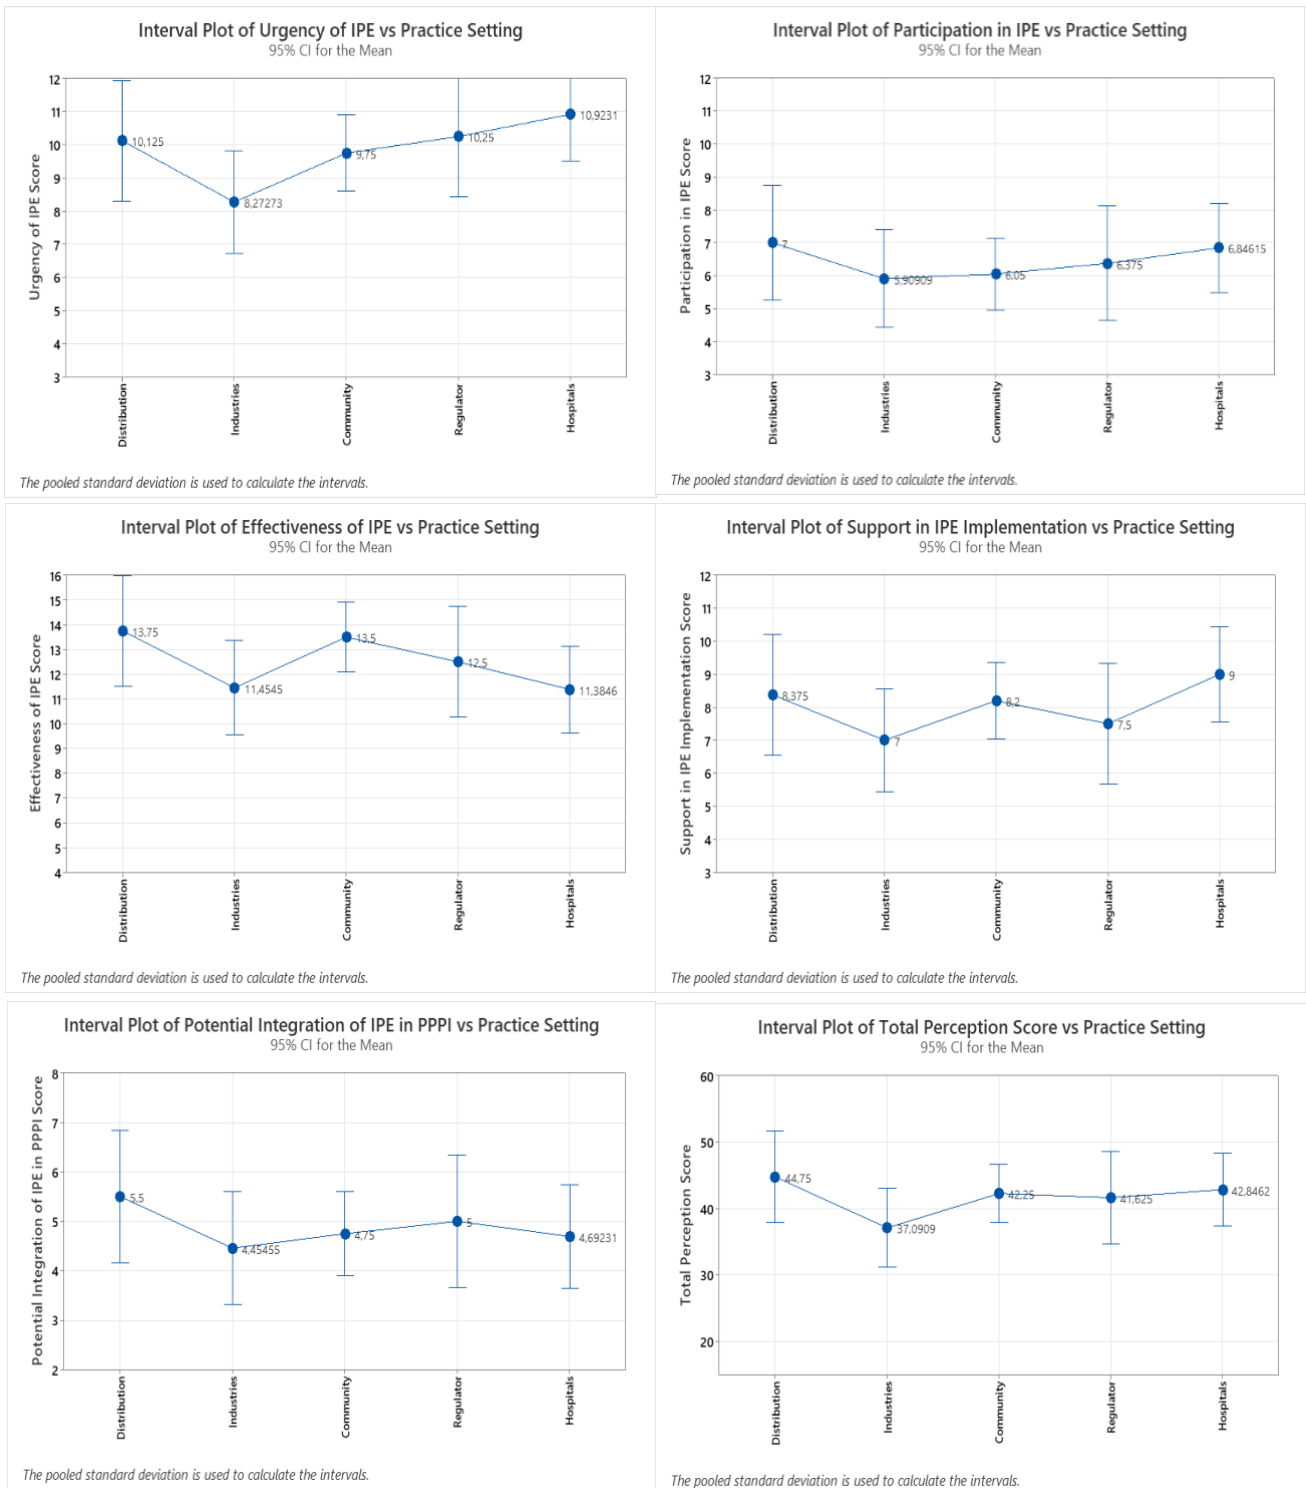 Interval Plot of Urgency of IPE vs Practice Setting
95% CI for the Mean
Urgency of IPE Score
12
11
10
9
8
7
6
5
4
3
10,125
8,27273
9,75
10,25
10,9231
Distribution
Industries
Community
Regulator
Hospitals
The pooled standard deviation is used to calculate the intervals.
Interval Plot of Participation in IPE vs Practice Setting
95% CI for the Mean
Participation in IPE Score
12
11
10
9
8
7
6
5
4
3
7
5,90909
6,05
6,375
6,84615
Distribution
Industries
Community
Regulator
Hospitals
The pooled standard deviation is used to calculate the intervals.
Interval Plot of Effectiveness of IPE vs Practice Setting
95% CI for the Mean
Effectiveness of IPE Score
16
15
14
13
12
11
10
9
8
7
6
5
4
13,75
11,4545
13,5
12,5
11,3846
Distribution
Industries
Community
Regulator
Hospitals
The pooled standard deviation is used to calculate the intervals.
Interval Plot of Support in IPE Implementation vs Practice Setting
95% CI for the Mean
Support in IPE Implementation Score
12
11
10
9
8
7
6
5
4
3
8,375
7
8,2
7,5
9
Distribution
Industries
Community
Regulator
Hospitals
The pooled standard deviation is used to calculate the intervals.
Interval Plot of Potential Integration of IPE in PPPI vs Practice Setting
95% CI for the Mean
Potential Integration of IPE in PPPI Score
8
7
6
5
4
3
2
5,5
4,45455
4,75
5
4,69231
Distribution
Industries
Community
Regulator
Hospitals
The pooled standard deviation is used to calculate the intervals.
Interval Plot of Total Perception Score vs Practice Setting
95% CI for the Mean
Total Perception Score
60
50
40
30
20
44,75
37,0909
42,25
41,625
42,8462
Distribution
Industries
Community
Regulator
Hospitals
The pooled standard deviation is used to calculate the intervals.